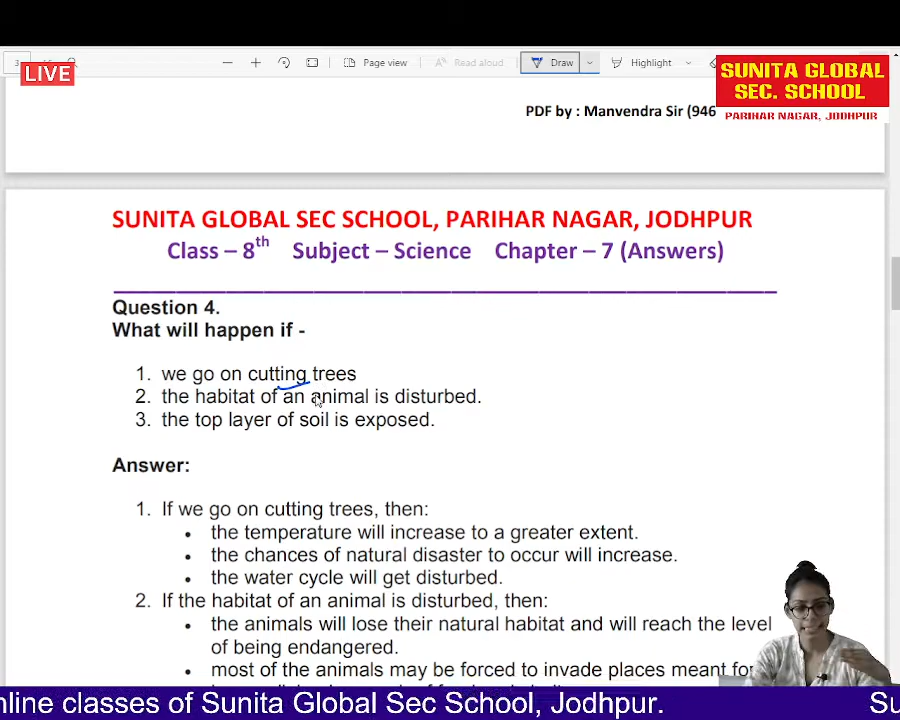 LIVE
Page view
Read aloud
Draw
Highlight
SUNITA GLOBAL
SEC. SCHOOL
PARIHAR NAGAR, JODHPUR
PDF by : Manvendra Sir (946
SUNITA GLOBAL SEC SCHOOL, PARIHAR NAGAR, JODHPUR
Class – 8th Subject – Science Chapter – 7 (Answers)
Question 4.
What will happen if -
1. we go on cutting trees
2. the habitat of an animal is disturbed.
3. the top layer of soil is exposed.
Answer:
1. If we go on cutting trees, then:
• the temperature will increase to a greater extent.
• the chances of natural disaster to occur will increase.
• the water cycle will get disturbed.
2. If the habitat of an animal is disturbed, then:
• the animals will lose their natural habitat and will reach the level
of being endangered.
• most of the animals may be forced to invade places meant for
nline classes of Sunita Global Sec School, Jodhpur. Su